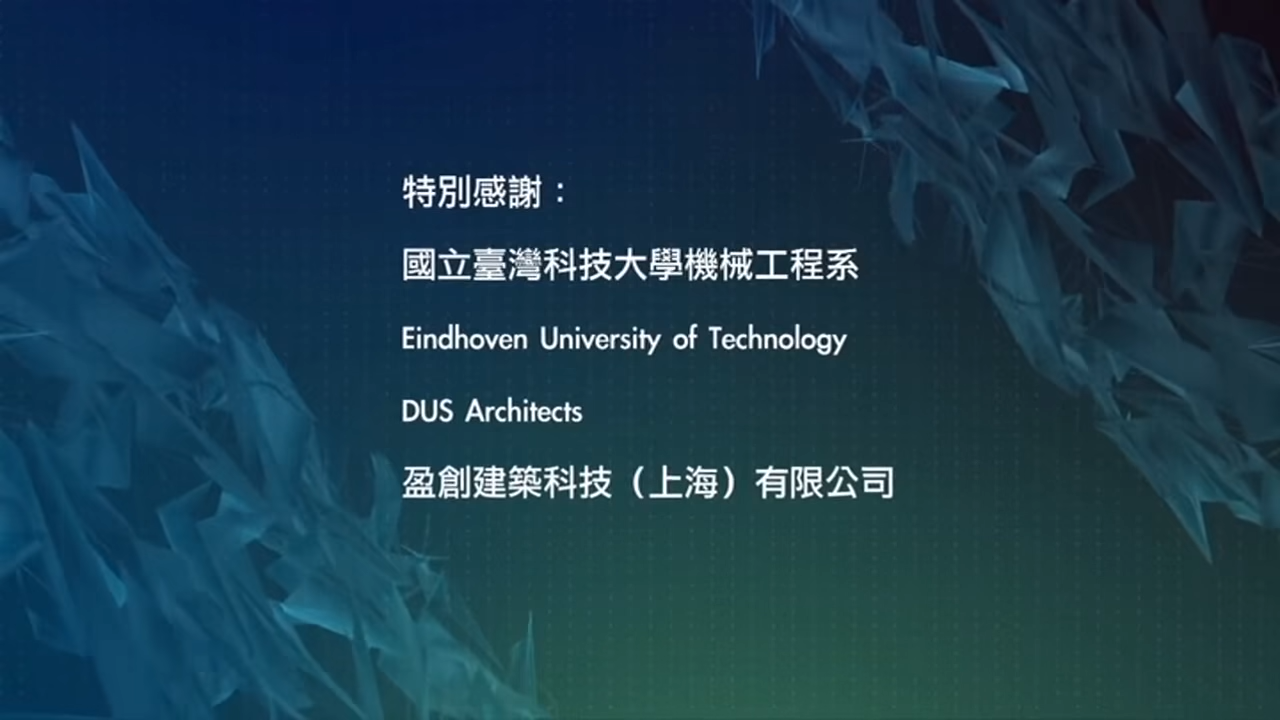 特別感謝：
國立臺灣科技大學機械工程系
Eindhoven University of Technology
DUS Architects
盈創建築科技（上海）有限公司